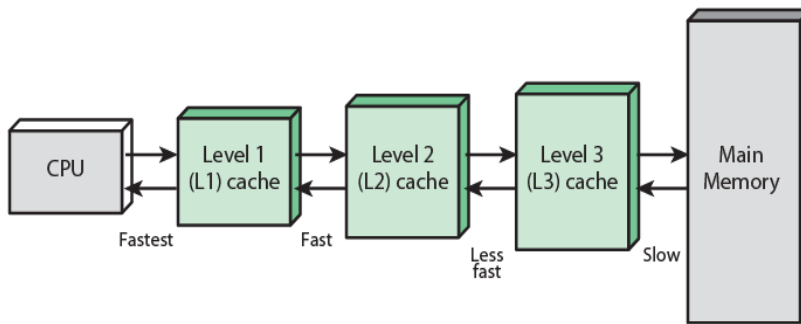 CPU
Level 1
(L1) cache
Level 2
(L2) cache
Level 3
(L3) cache
Main
Memory
Fastest
Fast
Less
fast
Slow